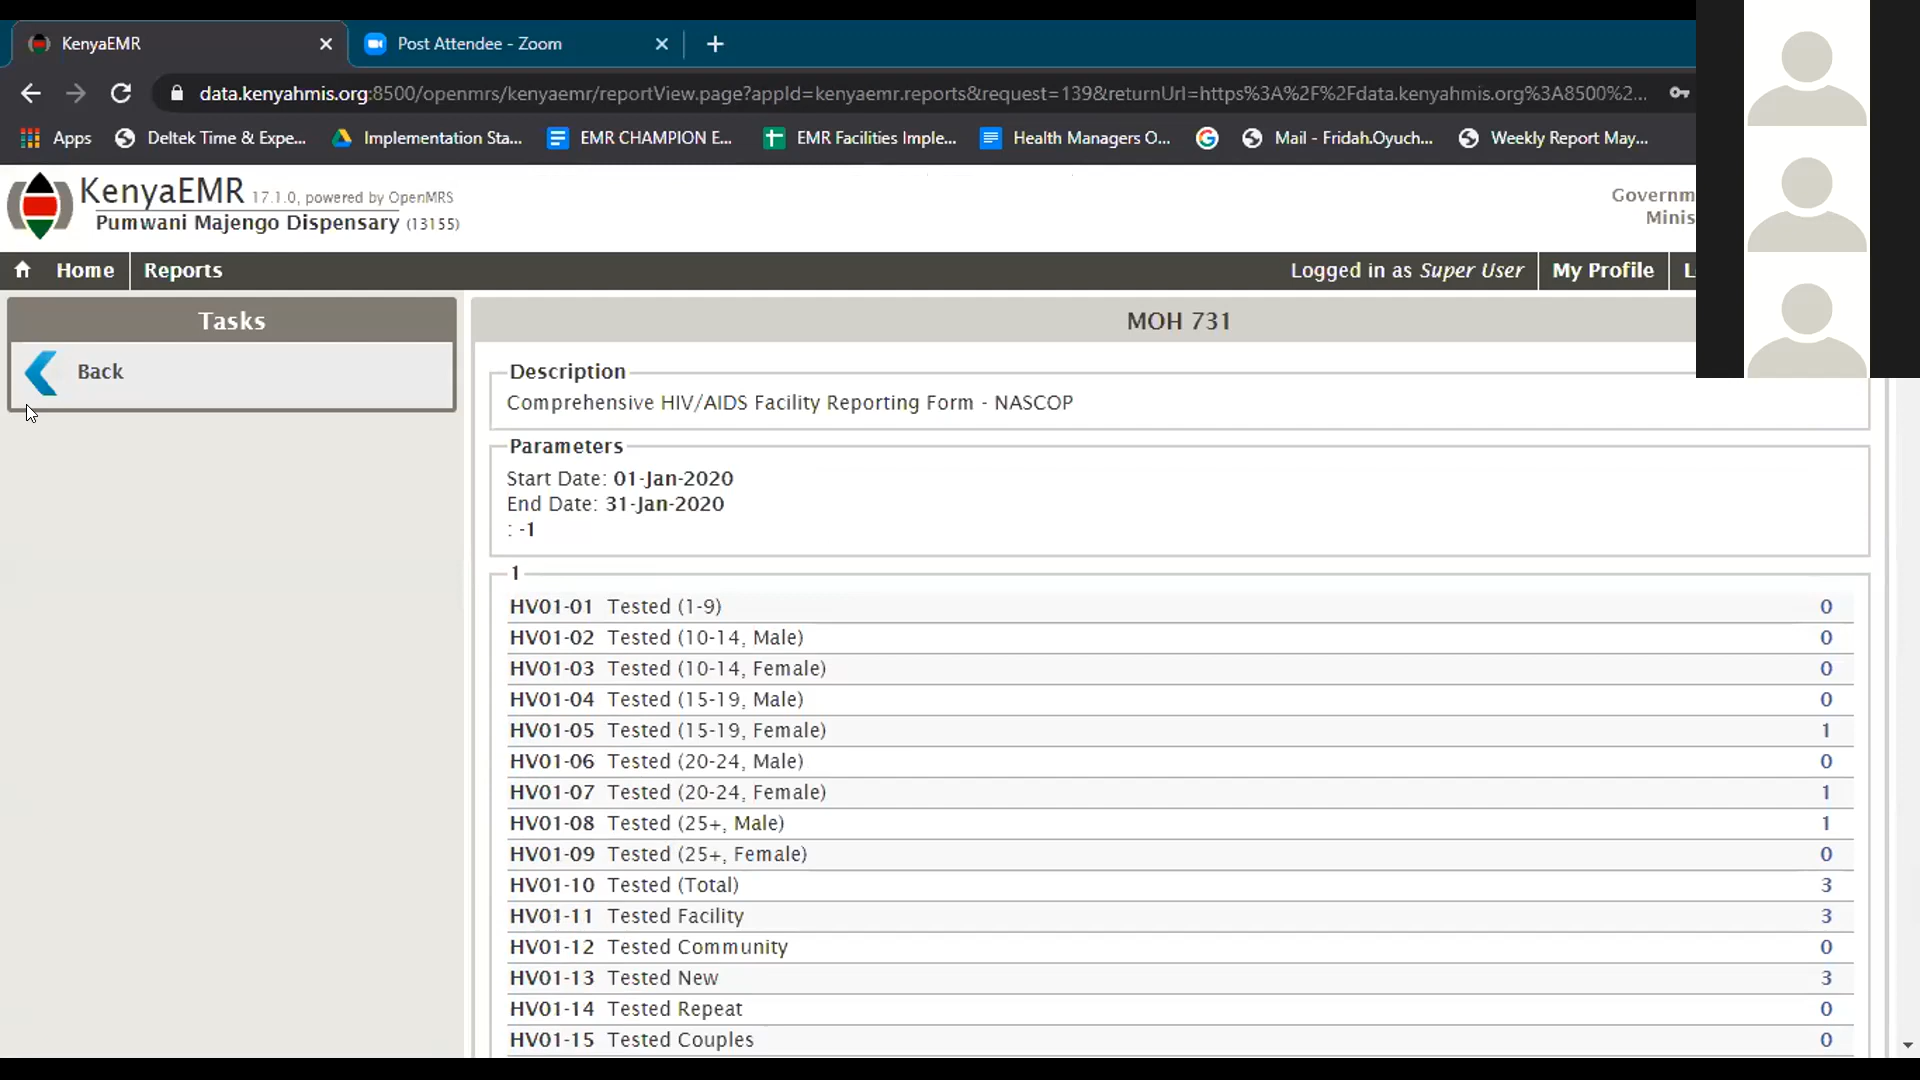 KenyaEMR
Post Attendee - Zoom
data.kenyahmis.org:8500/openmrs/kenyaemr/reportView.page?appId=kenyaemr.reports&request=139&returnUrl=https%3A%2F%2Fdata.kenyahmis.org%3A8500%2...
Apps Deltek Time & Expe... Implementation Sta... EMR CHAMPION E... EMR Facilities Imple... Health Managers O... Mail - Fridah.Oyuch... Weekly Report May...
KenyaEMR 17.1.0, powered by OpenMRS
Pumwani Majengo Dispensary (13155)
Governm
Minis
Home Reports Logged in as Super User My Profile L
Tasks
Back
MOH 731
Description
Comprehensive HIV/AIDS Facility Reporting Form - NASCOP
Parameters
Start Date: 01-Jan-2020
End Date: 31-Jan-2020
: -1
1
HV01-01 Tested (1-9) 0
HV01-02 Tested (10-14, Male) 0
HV01-03 Tested (10-14, Female) 0
HV01-04 Tested (15-19, Male) 0
HV01-05 Tested (15-19, Female) 1
HV01-06 Tested (20-24, Male) 0
HV01-07 Tested (20-24, Female) 1
HV01-08 Tested (25+, Male) 1
HV01-09 Tested (25+, Female) 0
HV01-10 Tested (Total) 3
HV01-11 Tested Facility 3
HV01-12 Tested Community 0
HV01-13 Tested New 3
HV01-14 Tested Repeat 0
HV01-15 Tested Couples 0